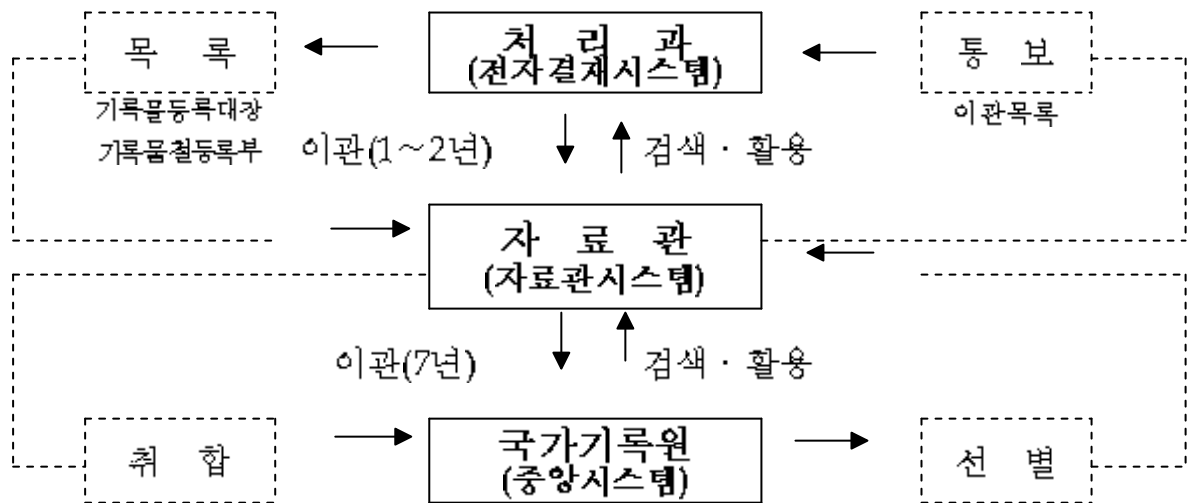 목 록
처 리 과
(전자결재시스템)
통 보
기록물등록대장
기록물철등록부
이관목록
이관(1~2년)
검색 · 활용
자 료 관
(자료관시스템)
이관(7년)
검색 · 활용
취 합
국가기록원
(중앙시스템)
선 별